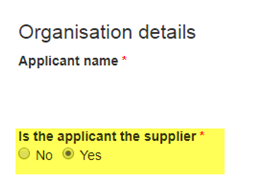 Organisation details
Applicant name *
Is the applicant the supplier *
No Yes